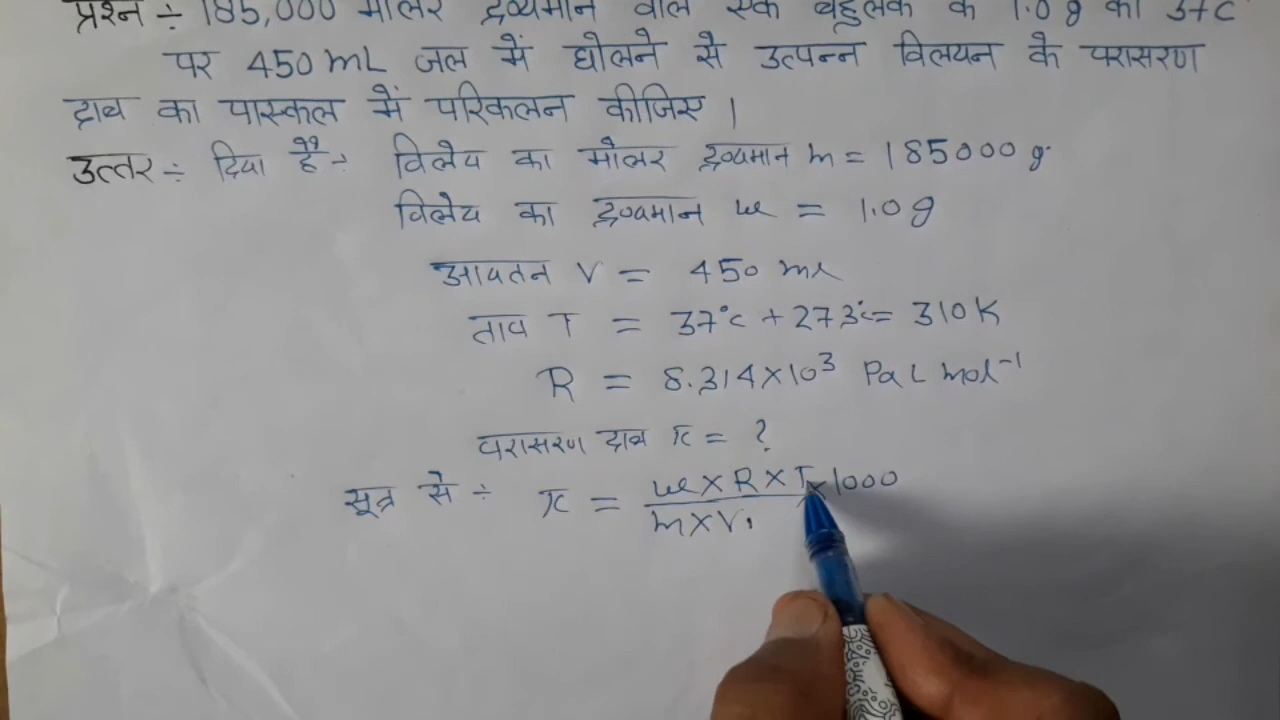 प्रश्न ÷ 185,000 मोलर द्रव्यमान वाले एक बहुलक के 1.0 g को 37°C
पर 450 mL जल में घोलने से उत्पन्न विलयन के परासरण
दाब का पास्कल में परिकलन कीजिए।
उत्तर ÷ दिया है ÷ विलेय का मोलर द्रव्यमान m = 185000 g
विलेय का द्रव्यमान w = 1.0 g
आयतन V = 450 mL
ताप T = 37°C + 273°C = 310 K
R = 8.314×10³ Pa L mol⁻¹
परासरण दाब π = ?
सूत्र से ÷ π = w×R×T / m×V ×1000